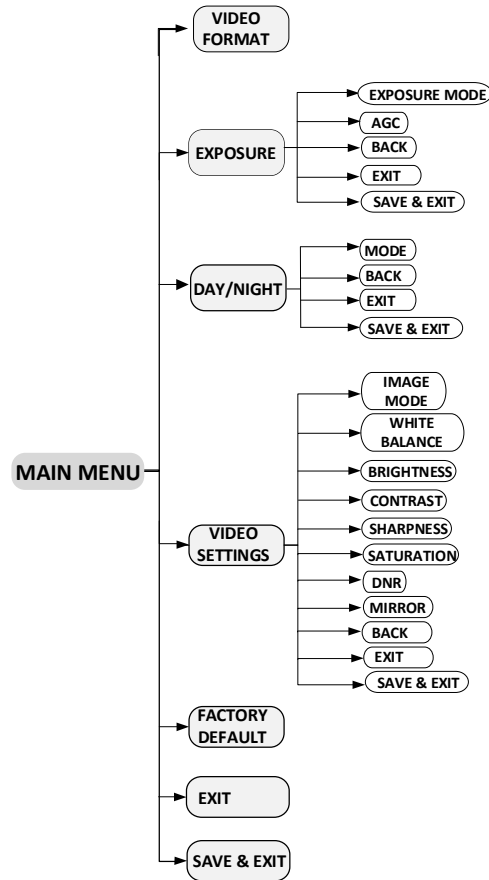 MAIN MENU
VIDEO
FORMAT
EXPOSURE
EXPOSURE MODE
AGC
BACK
EXIT
SAVE & EXIT
DAY/NIGHT
MODE
BACK
EXIT
SAVE & EXIT
VIDEO
SETTINGS
IMAGE
MODE
WHITE
BALANCE
BRIGHTNESS
CONTRAST
SHARPNESS
SATURATION
DNR
MIRROR
BACK
EXIT
SAVE & EXIT
FACTORY
DEFAULT
EXIT
SAVE & EXIT